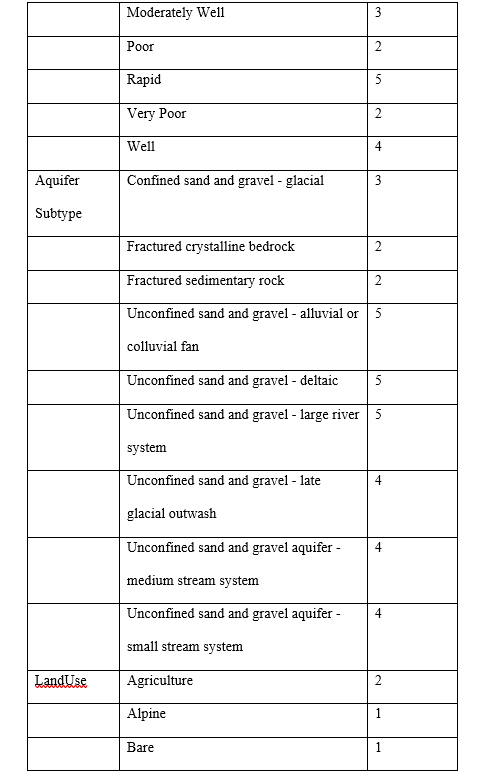 Moderately Well 3
Poor 2
Rapid 5
Very Poor 2
Well 4
Aquifer Confined sand and gravel - glacial 3
Subtype
Fractured crystalline bedrock 2
Fractured sedimentary rock 2
Unconfined sand and gravel - alluvial or 5
colluvial fan
Unconfined sand and gravel - deltaic 5
Unconfined sand and gravel - large river 5
system
Unconfined sand and gravel - late 4
glacial outwash
Unconfined sand and gravel aquifer - 4
medium stream system
Unconfined sand and gravel aquifer - 4
small stream system
LandUse Agriculture 2
Alpine 1
Bare 1